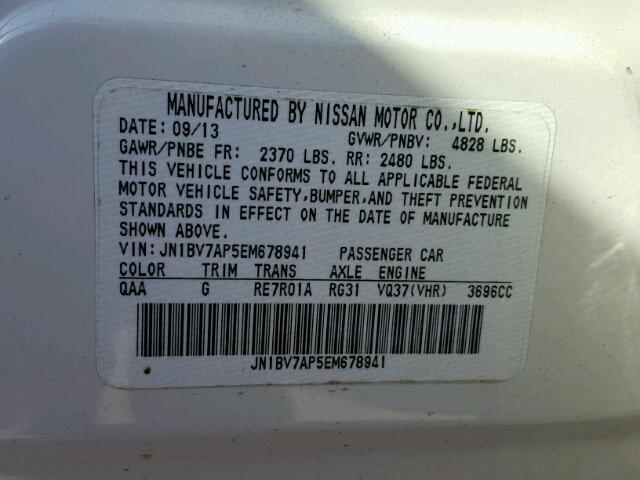 MANUFACTURED BY NISSAN MOTOR CO.,LTD.
DATE: 09/13 GVWR/PNBV: 4828 LBS.
GAWR/PNBE FR: 2370 LBS. RR: 2480 LBS.
THIS VEHICLE CONFORMS TO ALL APPLICABLE FEDERAL
MOTOR VEHICLE SAFETY,BUMPER,AND THEFT PREVENTION
STANDARDS IN EFFECT ON THE DATE OF MANUFACTURE
SHOWN ABOVE.
VIN: JN1BV7AP5EM678941 PASSENGER CAR
COLOR TRIM TRANS AXLE ENGINE
QAA G RE7R01A RG31 VQ37(VHR) 3696CC
JN1BV7AP5EM678941